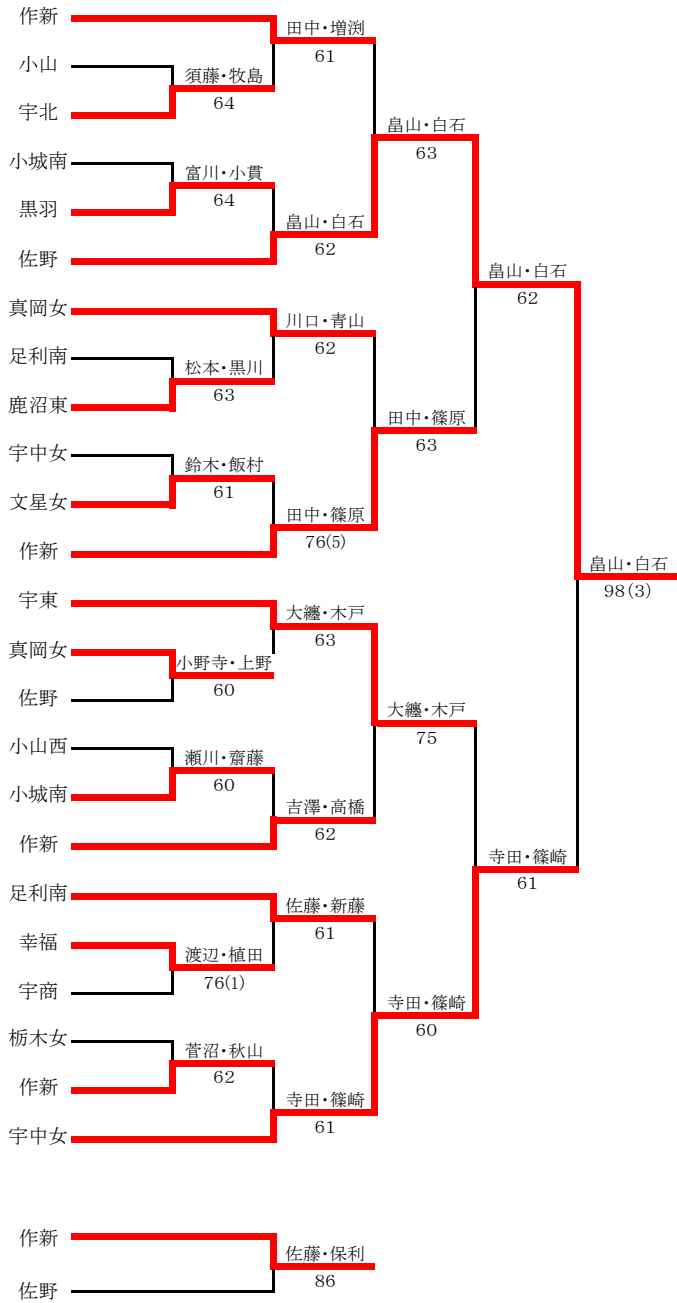 作新
田中・増渕
61
小山
須藤・牧島
64
宇北
畠山・白石
63
小城南
富川・小貫
64
黒羽
畠山・白石
62
佐野
畠山・白石
62
真岡女
川口・青山
62
足利南
松本・黒川
63
鹿沼東
田中・篠原
63
宇中女
鈴木・飯村
61
文星女
田中・篠原
76(5)
作新
畠山・白石
98(3)
宇東
大纏・木戸
63
真岡女
小野寺・上野
60
佐野
大纏・木戸
75
小山西
瀬川・齋藤
60
小城南
吉澤・高橋
62
作新
寺田・篠崎
61
足利南
佐藤・新藤
61
幸福
渡辺・植田
76(1)
宇商
寺田・篠崎
60
栃木女
菅沼・秋山
62
作新
寺田・篠崎
61
宇中女
作新
佐藤・保利
86
佐野